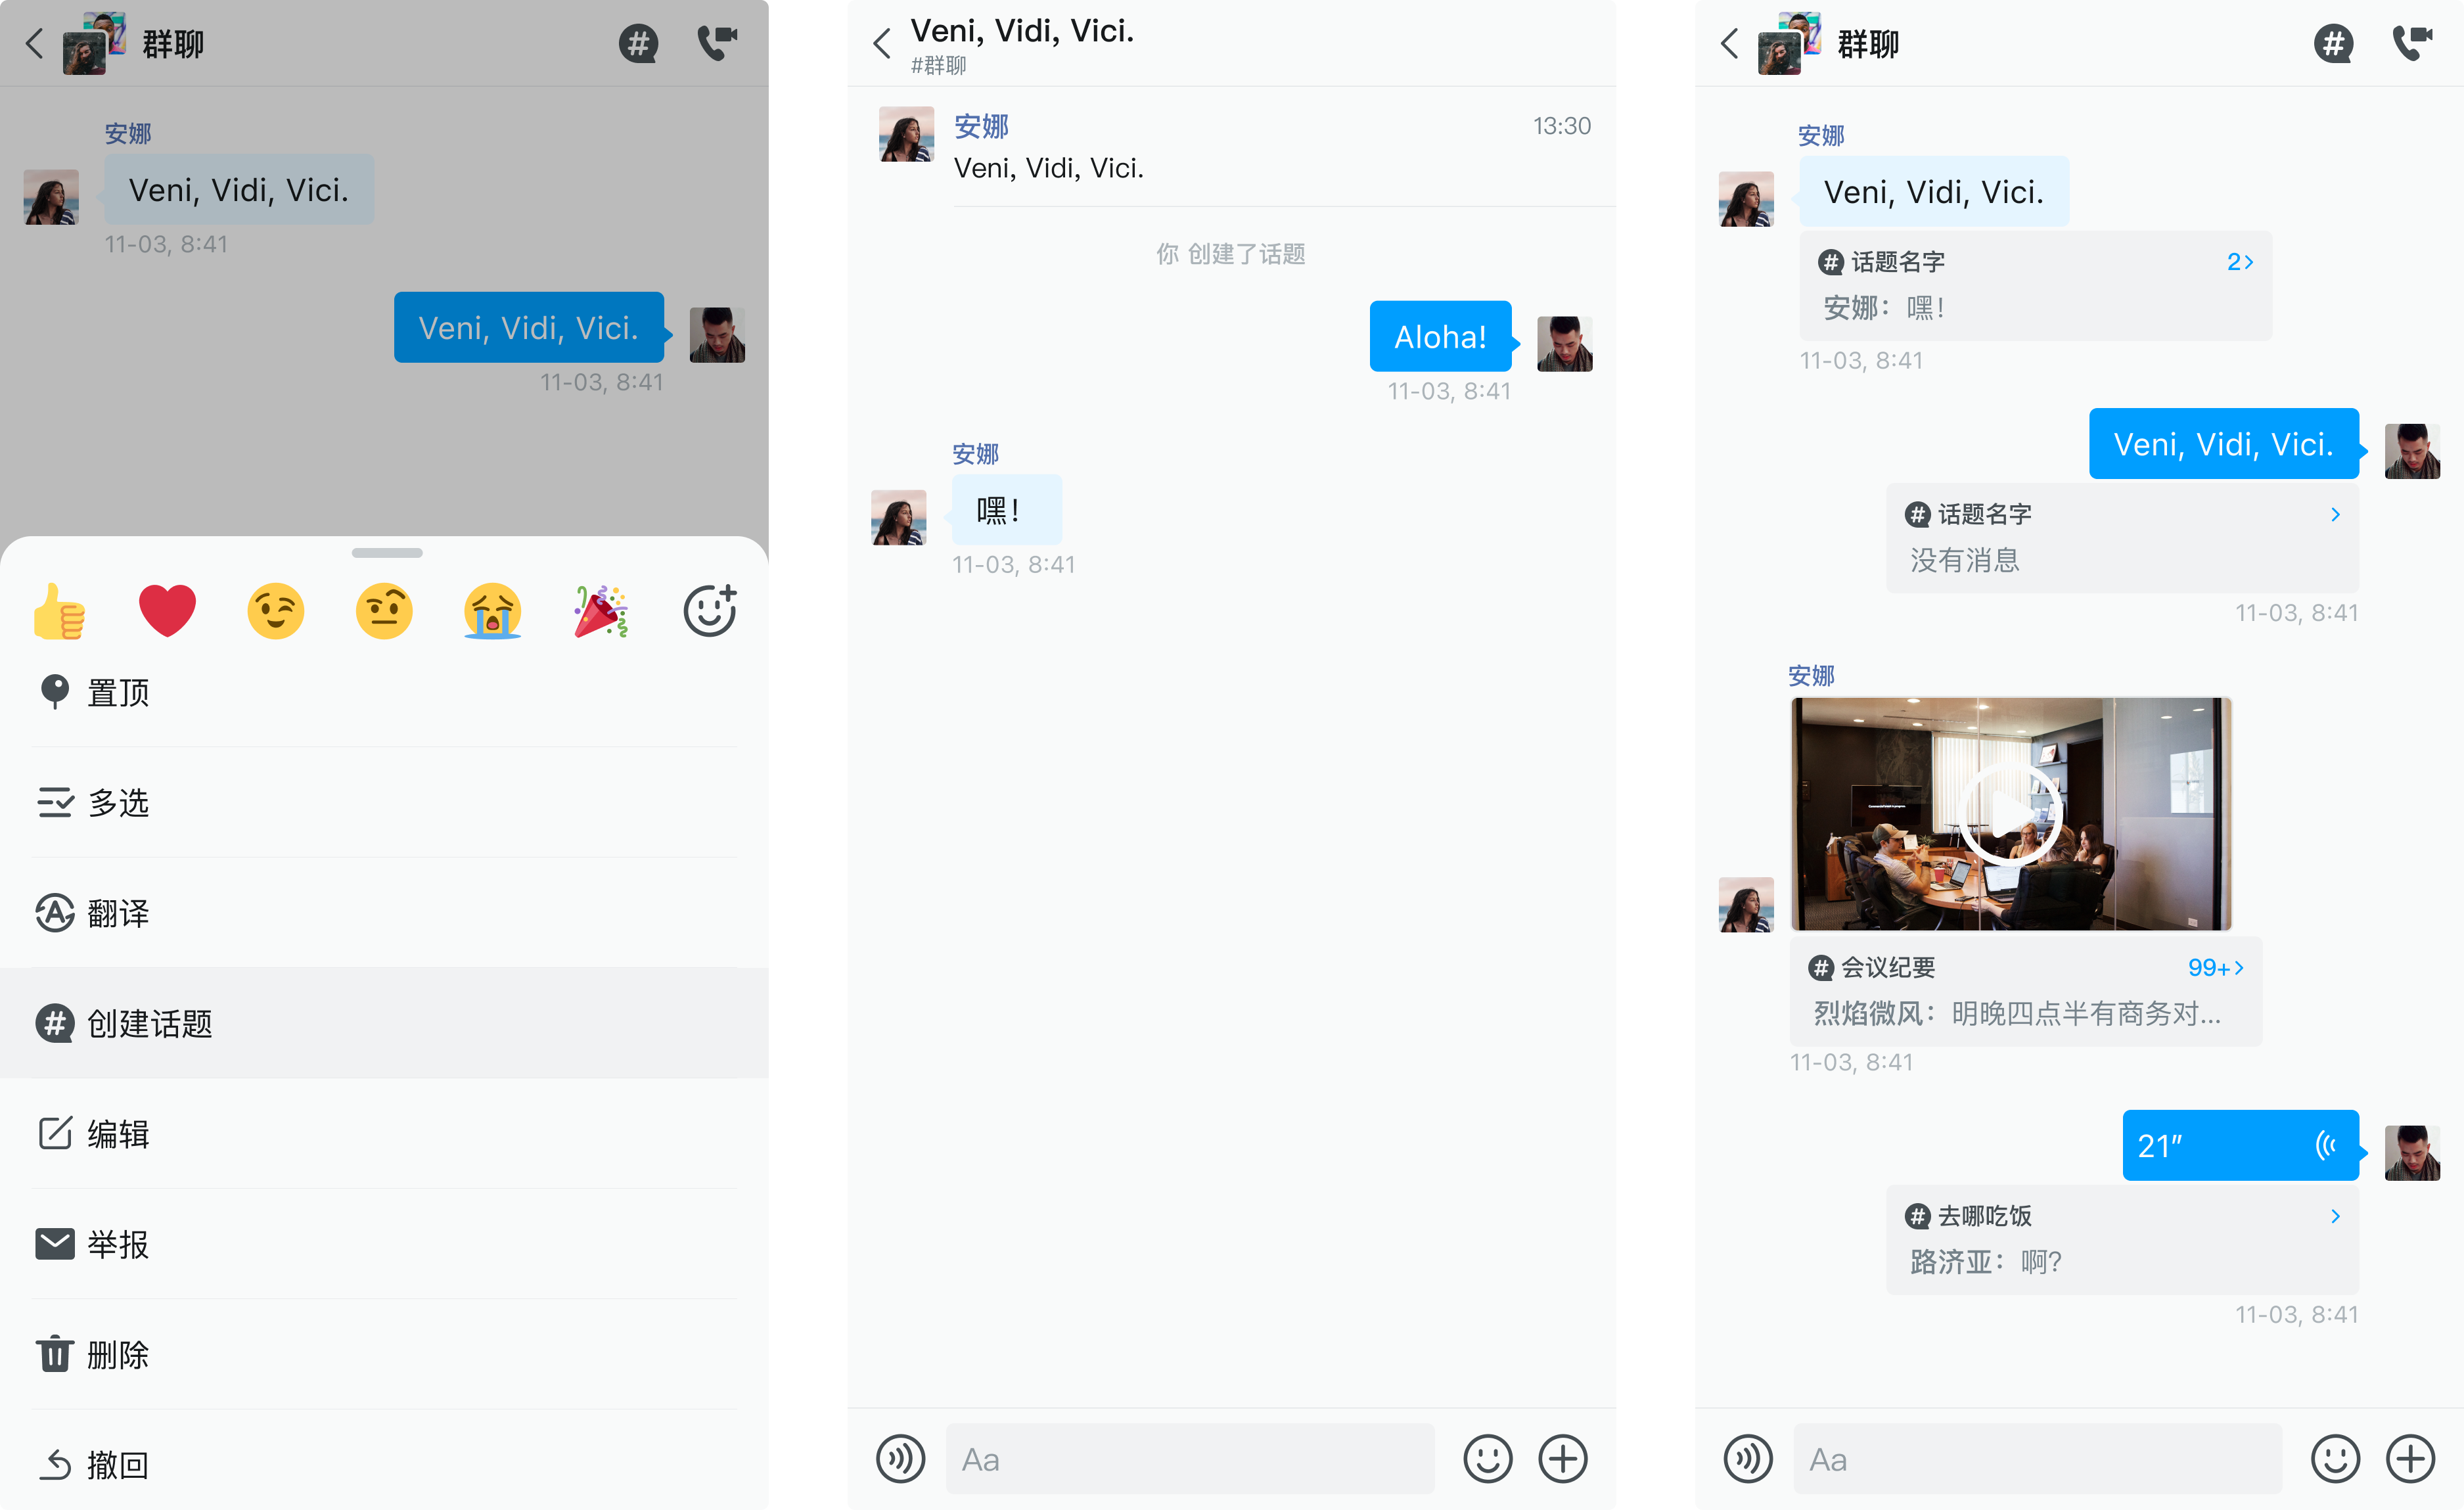 群聊
安娜
Veni, Vidi, Vici.
11-03, 8:41
Veni, Vidi, Vici.
11-03, 8:41
置顶
多选
翻译
创建话题
编辑
举报
删除
撤回
Veni, Vidi, Vici.
#群聊
安娜
13:30
Veni, Vidi, Vici.
你 创建了话题
Aloha!
11-03, 8:41
安娜
嘿！
11-03, 8:41
Aa
群聊
安娜
Veni, Vidi, Vici.
话题名字
2
安娜：嘿！
11-03, 8:41
Veni, Vidi, Vici.
话题名字
没有消息
11-03, 8:41
安娜
会议纪要
99+
烈焰微风：明晚四点半有商务对...
11-03, 8:41
21″
去哪吃饭
路济亚：啊?
11-03, 8:41
Aa